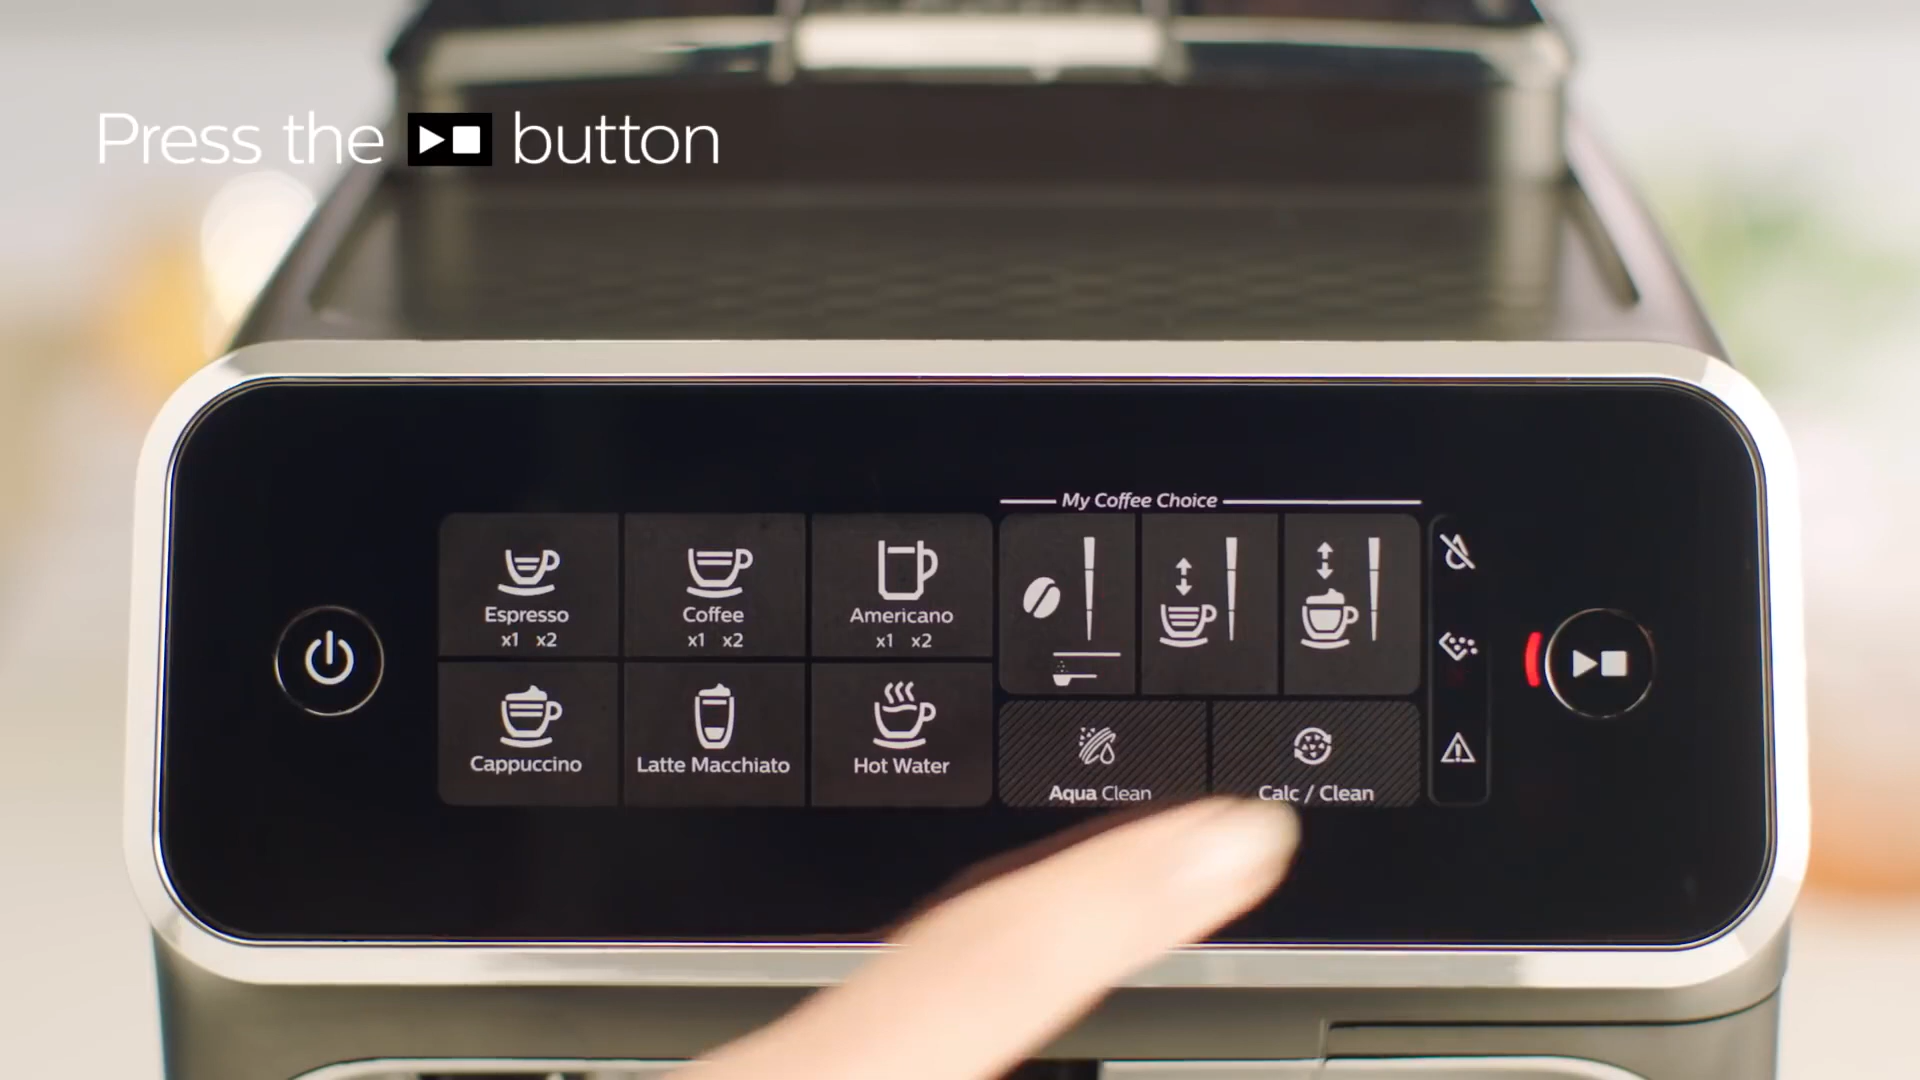 Press the button
My Coffee Choice
Espresso
x1 x2
Coffee
x1 x2
Americano
x1 x2
Cappuccino
Latte Macchiato
Hot Water
Aqua Clean
Calc / Clean